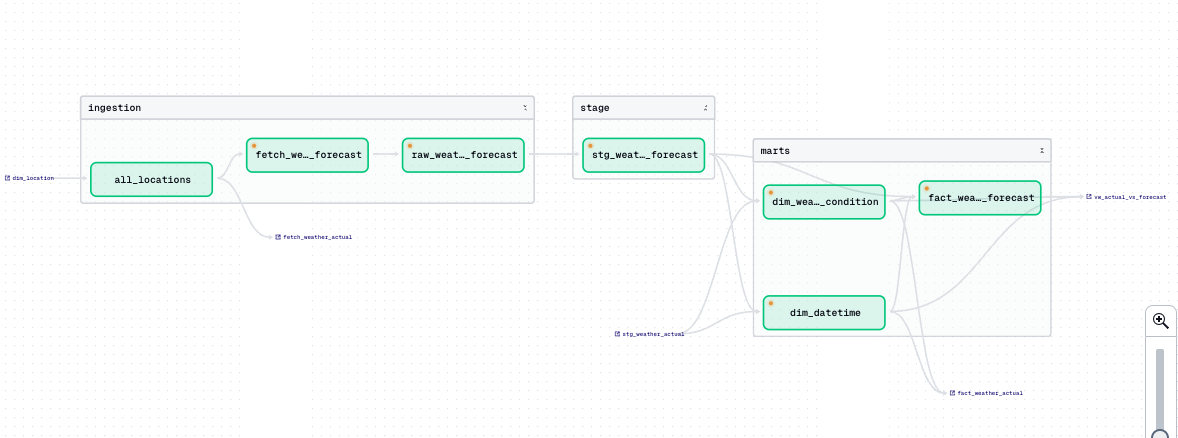 ingestion
stage
fetch_we…_forecast
raw_weat…_forecast
stg_weat…_forecast
marts
all_locations
dim_location
dim_wea…_condition
fact_wea…_forecast
vw_actual_vs_forecast
fetch_weather_actual
dim_datetime
stg_weather_actual
fact_weather_actual